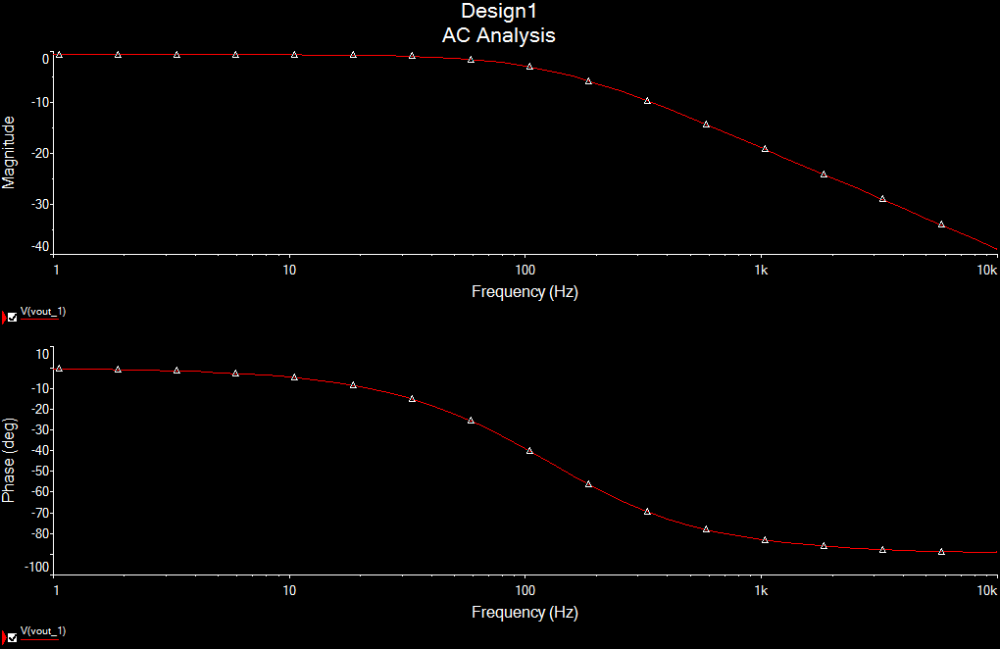 Design1
AC Analysis
Magnitude
0
-10
-20
-30
-40
1 10 100 1k 10k
Frequency (Hz)
V(vout_1)
Phase (deg)
10
-10
-20
-30
-40
-50
-60
-70
-80
-100
1 10 100 1k 10k
Frequency (Hz)
V(vout_1)